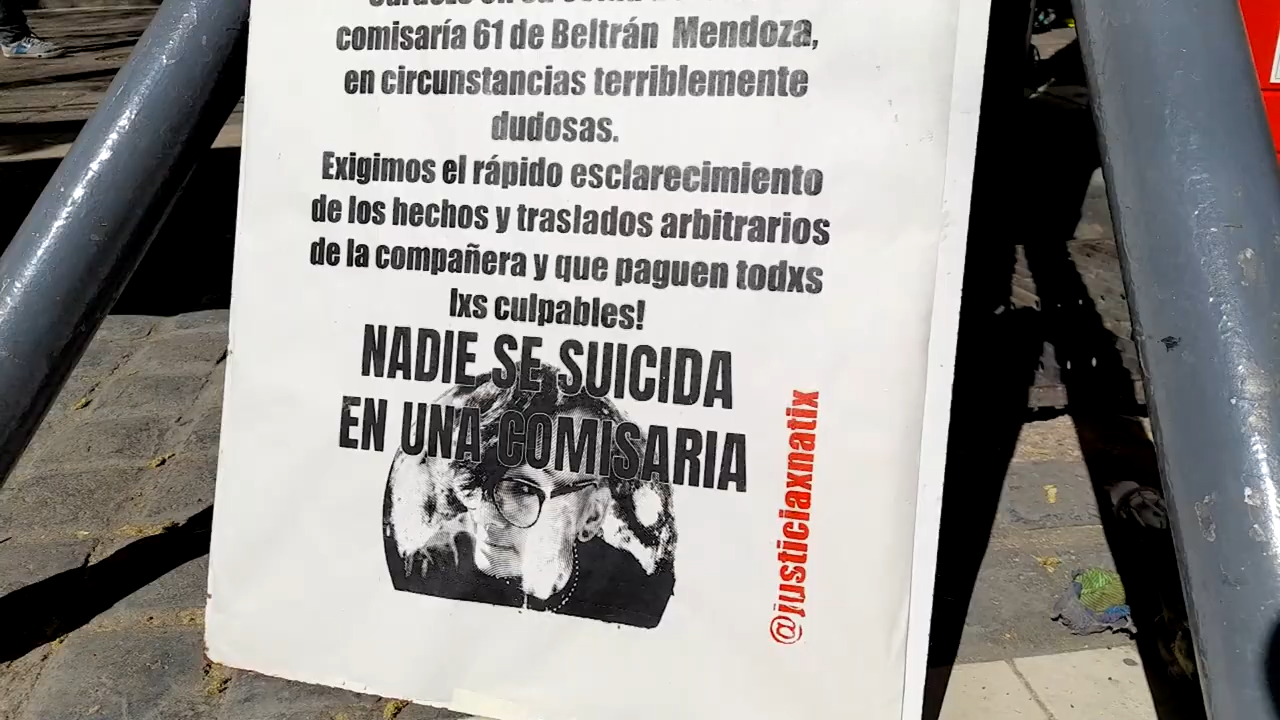 comisaría 61 de Beltrán Mendoza,
en circunstancias terriblemente
dudosas.
Exigimos el rápido esclarecimiento
de los hechos y traslados arbitrarios
de la compañera y que paguen todxs
lxs culpables!
NADIE SE SUICIDA
EN UNA COMISARIA
@justiciaxnatix